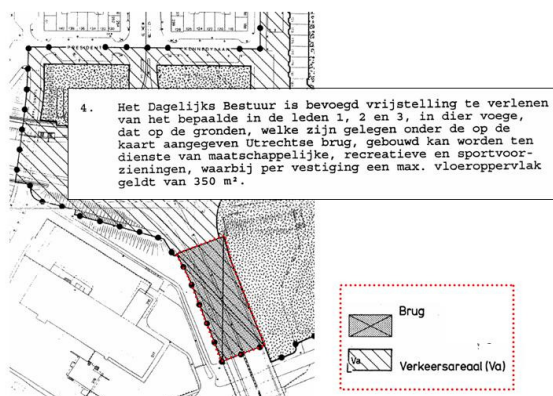 PRESIDENT KENNEDYLAAN
4. Het Dagelijks Bestuur is bevoegd vrijstelling te verlenen
van het bepaalde in de leden 1, 2 en 3, in dier voege,
dat op de gronden, welke zijn gelegen onder de op de
kaart aangegeven Utrechtse brug, gebouwd kan worden ten
dienste van maatschappelijke, recreatieve en sportvoor-
zieningen, waarbij per vestiging een max. vloeroppervlak
geldt van 350 m².
Brug
Va
Verkeersareaal (Va)